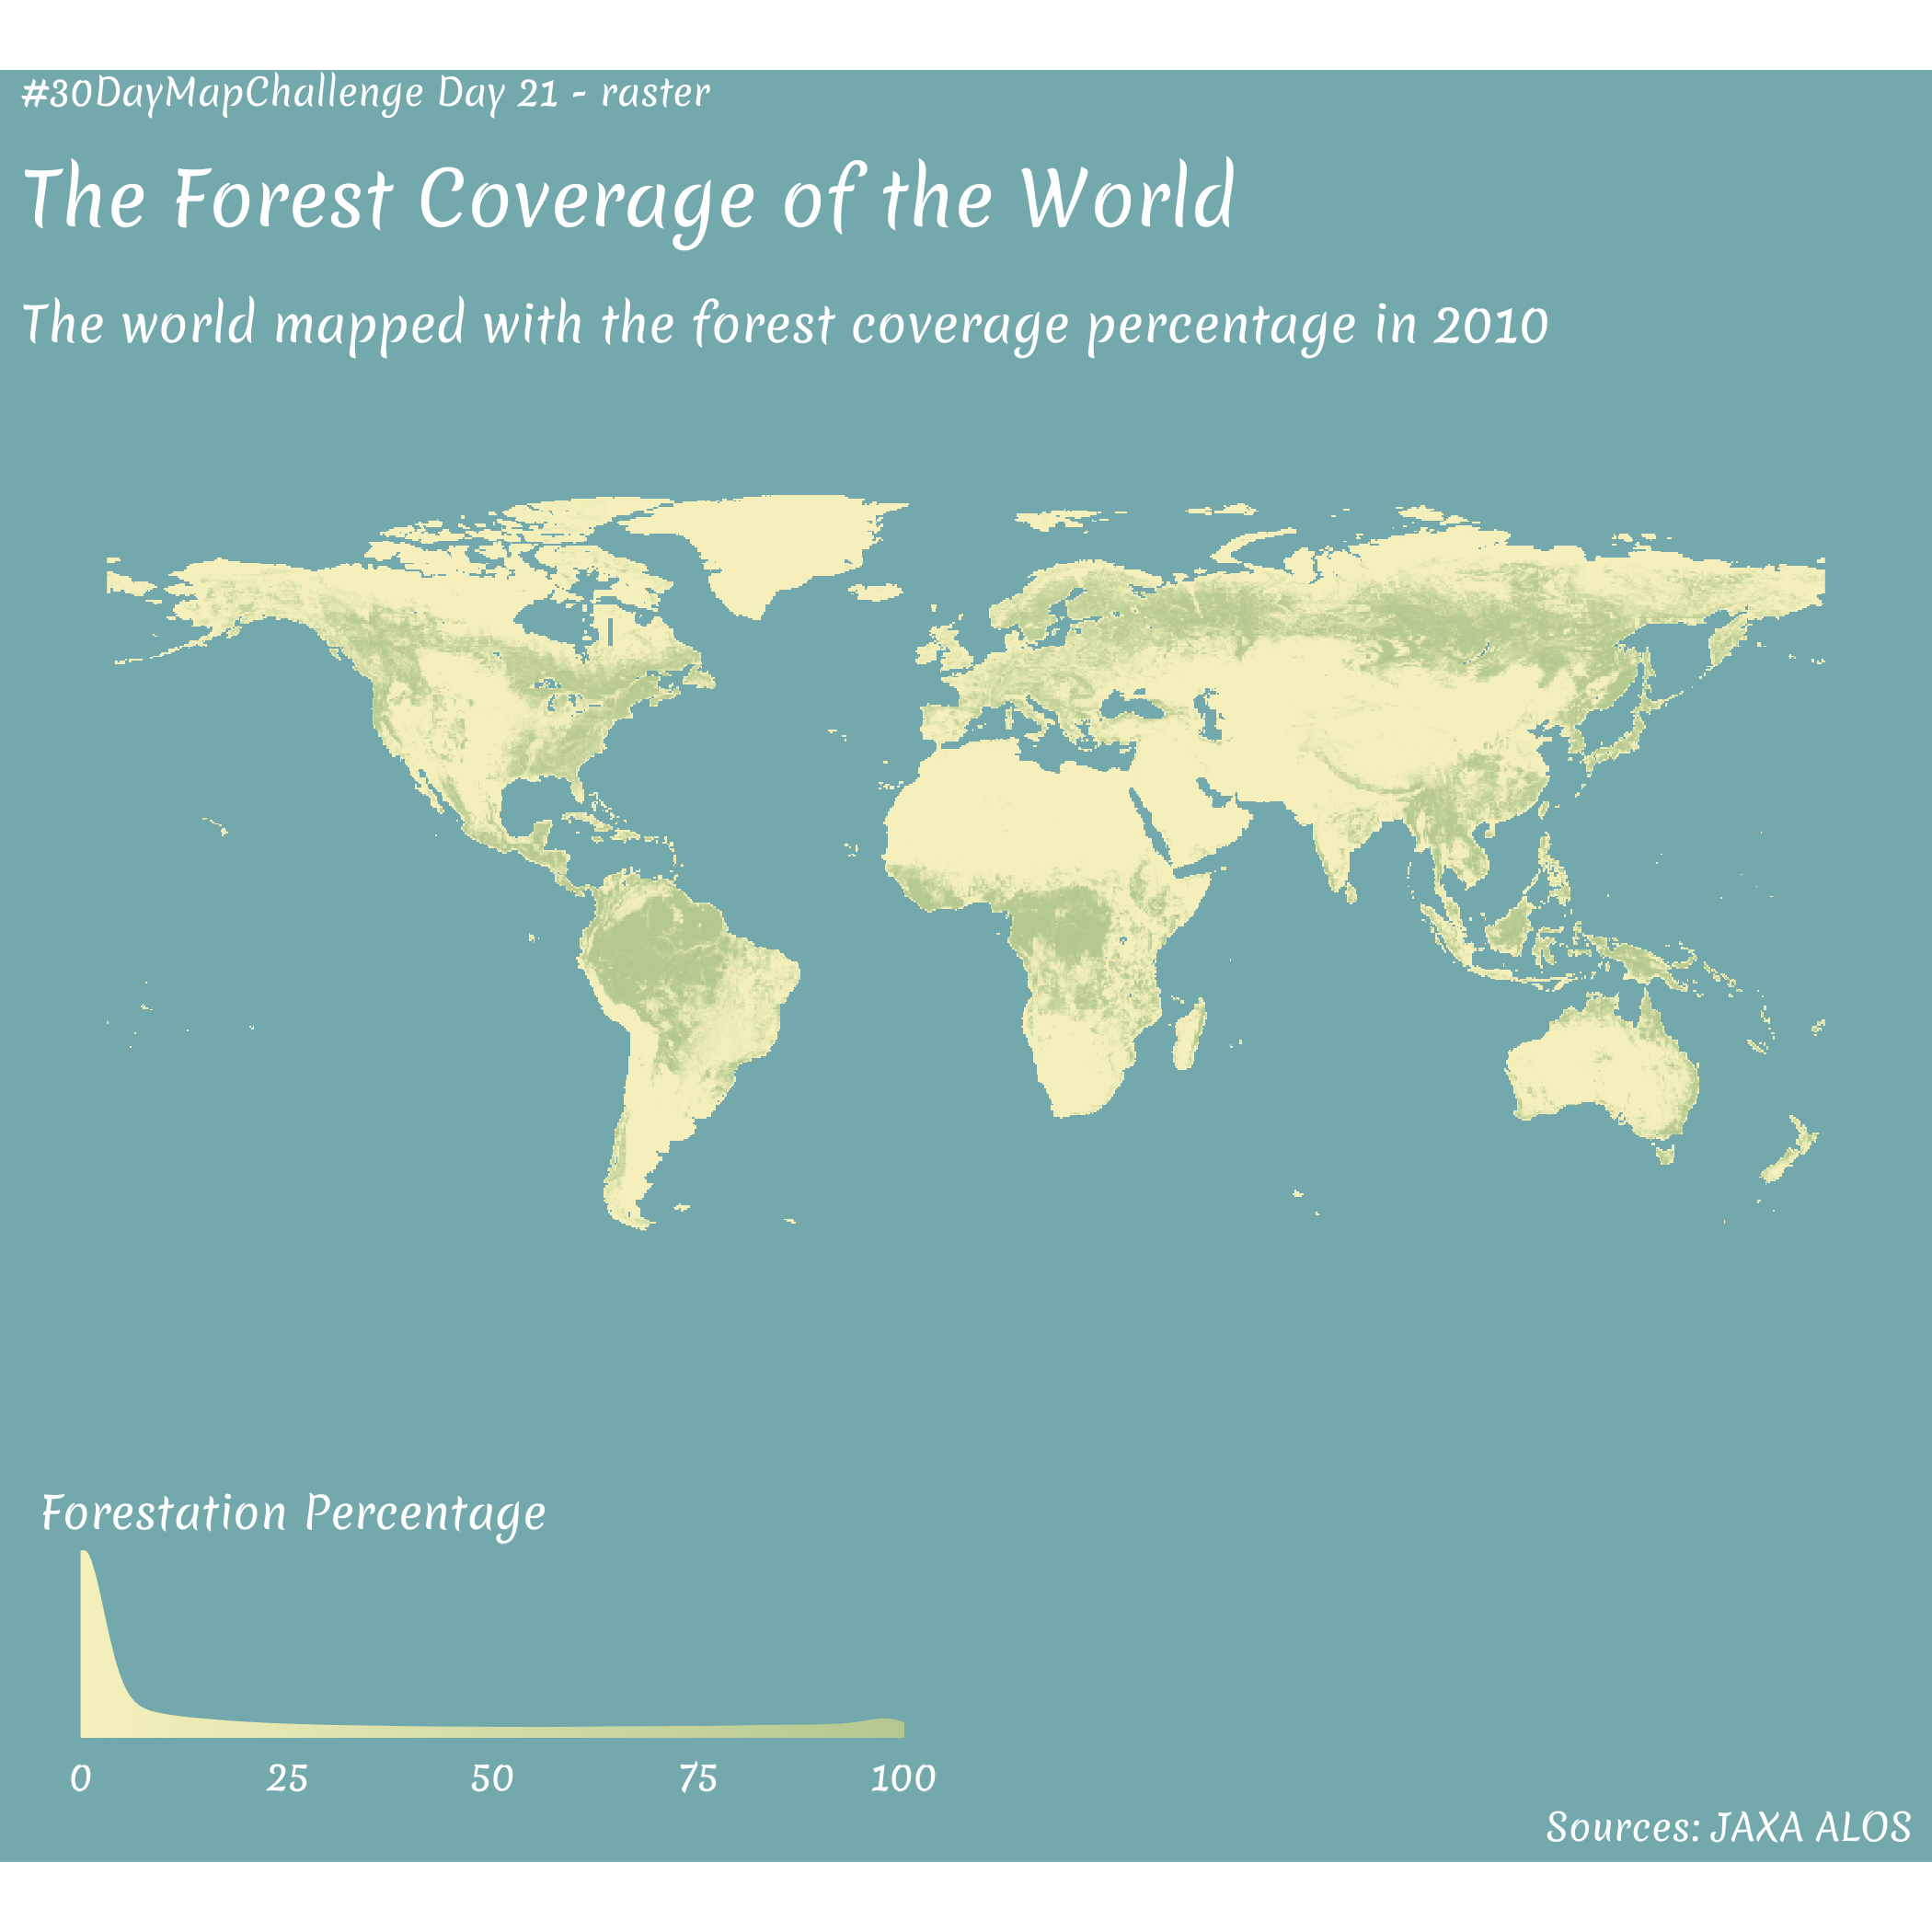 #30DayMapChallenge Day 21 - raster
The Forest Coverage of the World
The world mapped with the forest coverage percentage in 2010
Forestation Percentage
0 25 50 75 100
Sources: JAXA ALOS